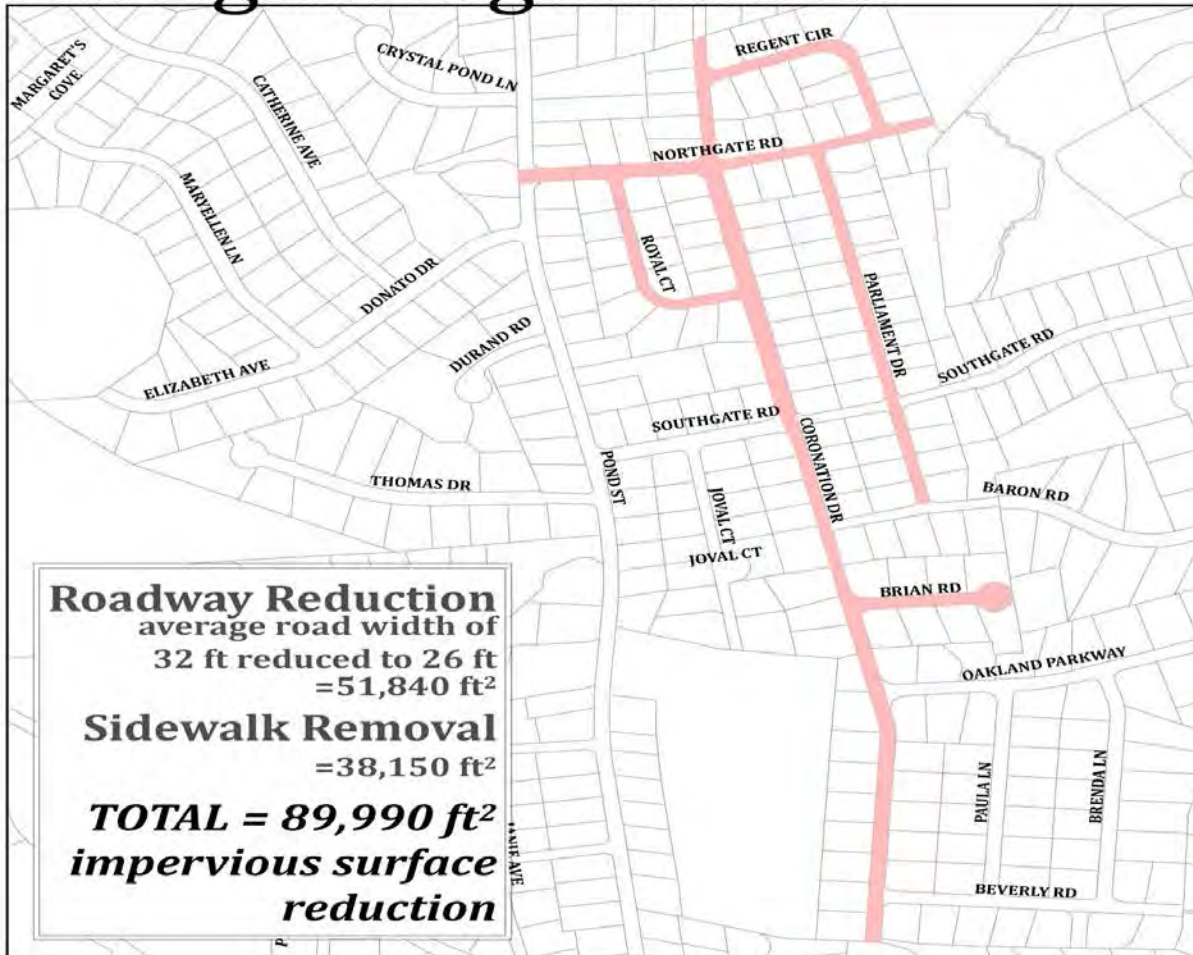 MARGARET'S
COVE
CRYSTAL POND LN
CATHERINE AVE
REGENT CIR
NORTHGATE RD
MARYELLEN LN
ROYAL CT
DONATO DR
PARLIAMENT DR
DURAND RD
SOUTHGATE RD
ELIZABETH AVE
SOUTHGATE RD
CORONATION DR
POND ST
THOMAS DR
JOVAL CT
BARON RD
JOVAL CT
BRIAN RD
OAKLAND PARKWAY
PAULA LN
BRENDA LN
BEVERLY RD
Roadway Reduction
average road width of
32 ft reduced to 26 ft
=51,840 ft²
Sidewalk Removal
=38,150 ft²
TOTAL = 89,990 ft²
impervious surface
reduction
AVE
P